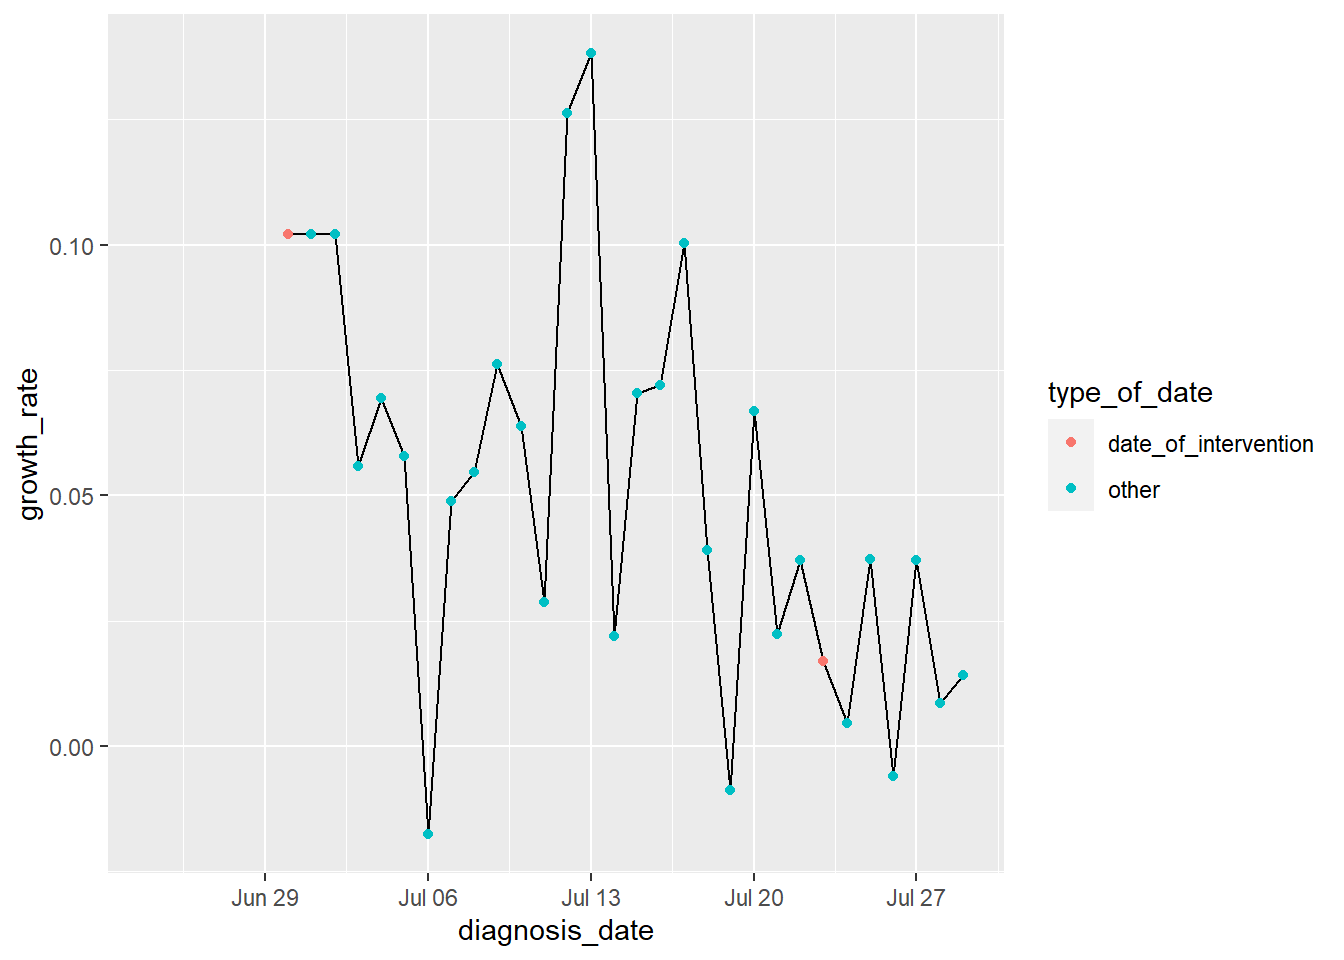 growth_rate
0.10
0.05
0.00
Jun 29
Jul 06
Jul 13
Jul 20
Jul 27
diagnosis_date
type_of_date
date_of_intervention
other